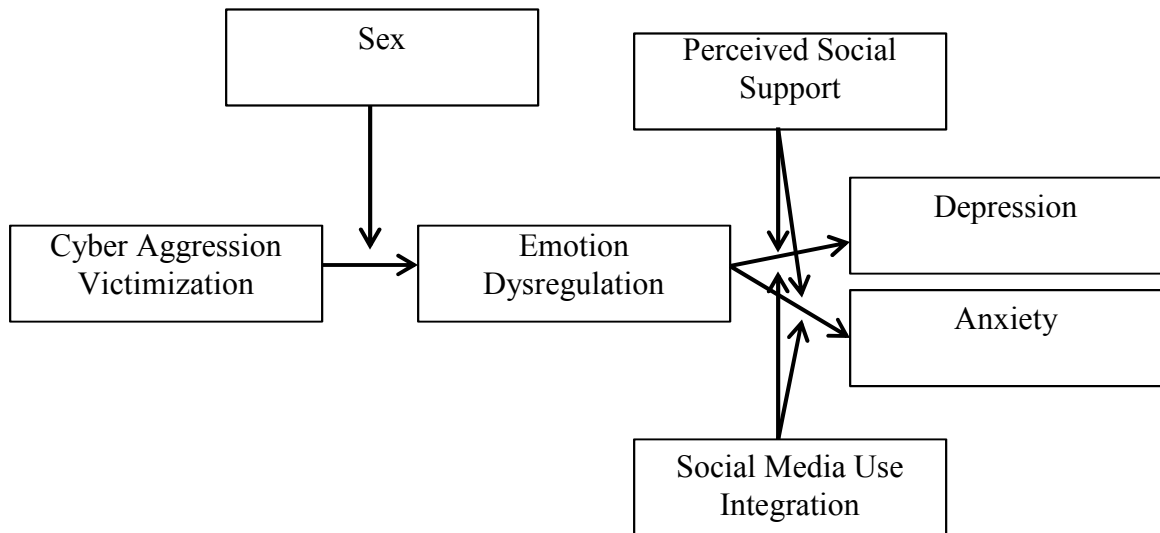 Sex
Perceived Social
Support
Depression
Cyber Aggression
Victimization
Emotion
Dysregulation
Anxiety
Social Media Use
Integration